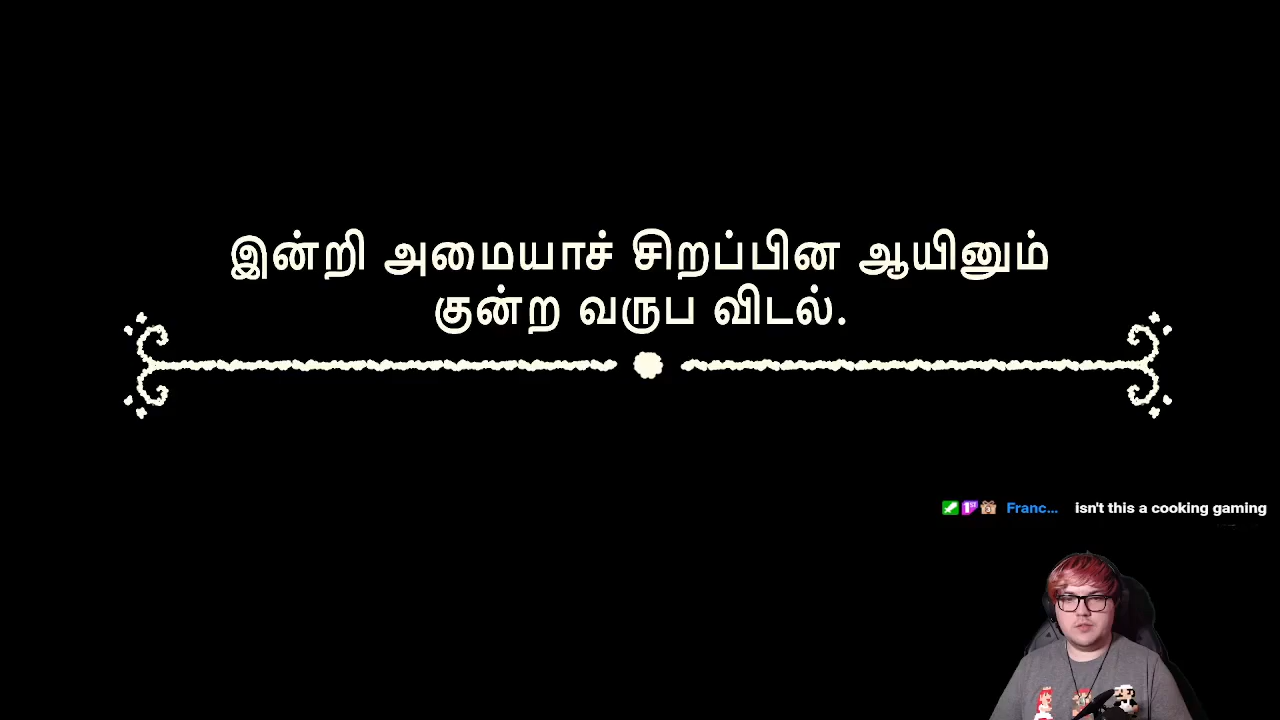 இன்றி அமையாச் சிறப்பின ஆயினும்
குன்ற வருப விடல்.
Franc... isn't this a cooking gaming